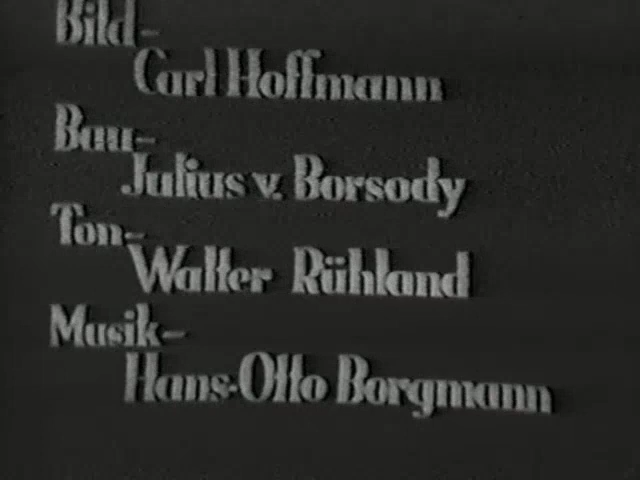 Bild-
Carl Hoffmann
Bau-
Julius v. Borsody
Ton-
Walter Rühland
Musik-
Hans-Otto Borgmann